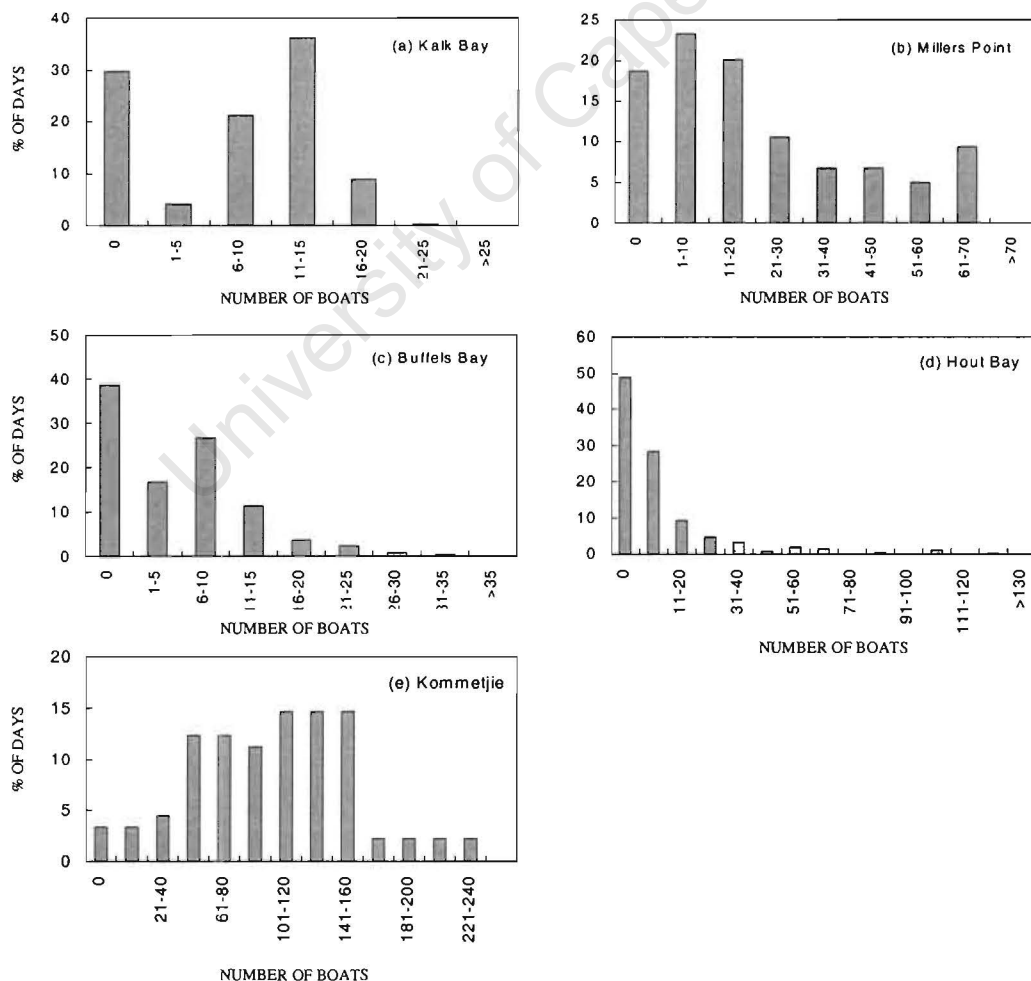 University of Cape
(a) Kalk Bay
% OF DAYS
40
30
20
10
0
0 1-5 6-10 11-15 16-20 21-25 >25
NUMBER OF BOATS
(b) Millers Point
25
20
15
10
5
0
0 1-10 11-20 21-30 31-40 41-50 51-60 61-70 >70
NUMBER OF BOATS
(c) Buffels Bay
% OF DAYS
50
40
30
20
10
0
0 1-5 6-10 11-15 16-20 21-25 26-30 31-35 >35
NUMBER OF BOATS
(d) Hout Bay
60
50
40
30
20
10
0
0 11-20 31-40 51-60 71-80 91-100 111-120 >130
NUMBER OF BOATS
(e) Kommetjie
% OF DAYS
20
15
10
5
0
0 21-40 61-80 101-120 141-160 181-200 221-240
NUMBER OF BOATS